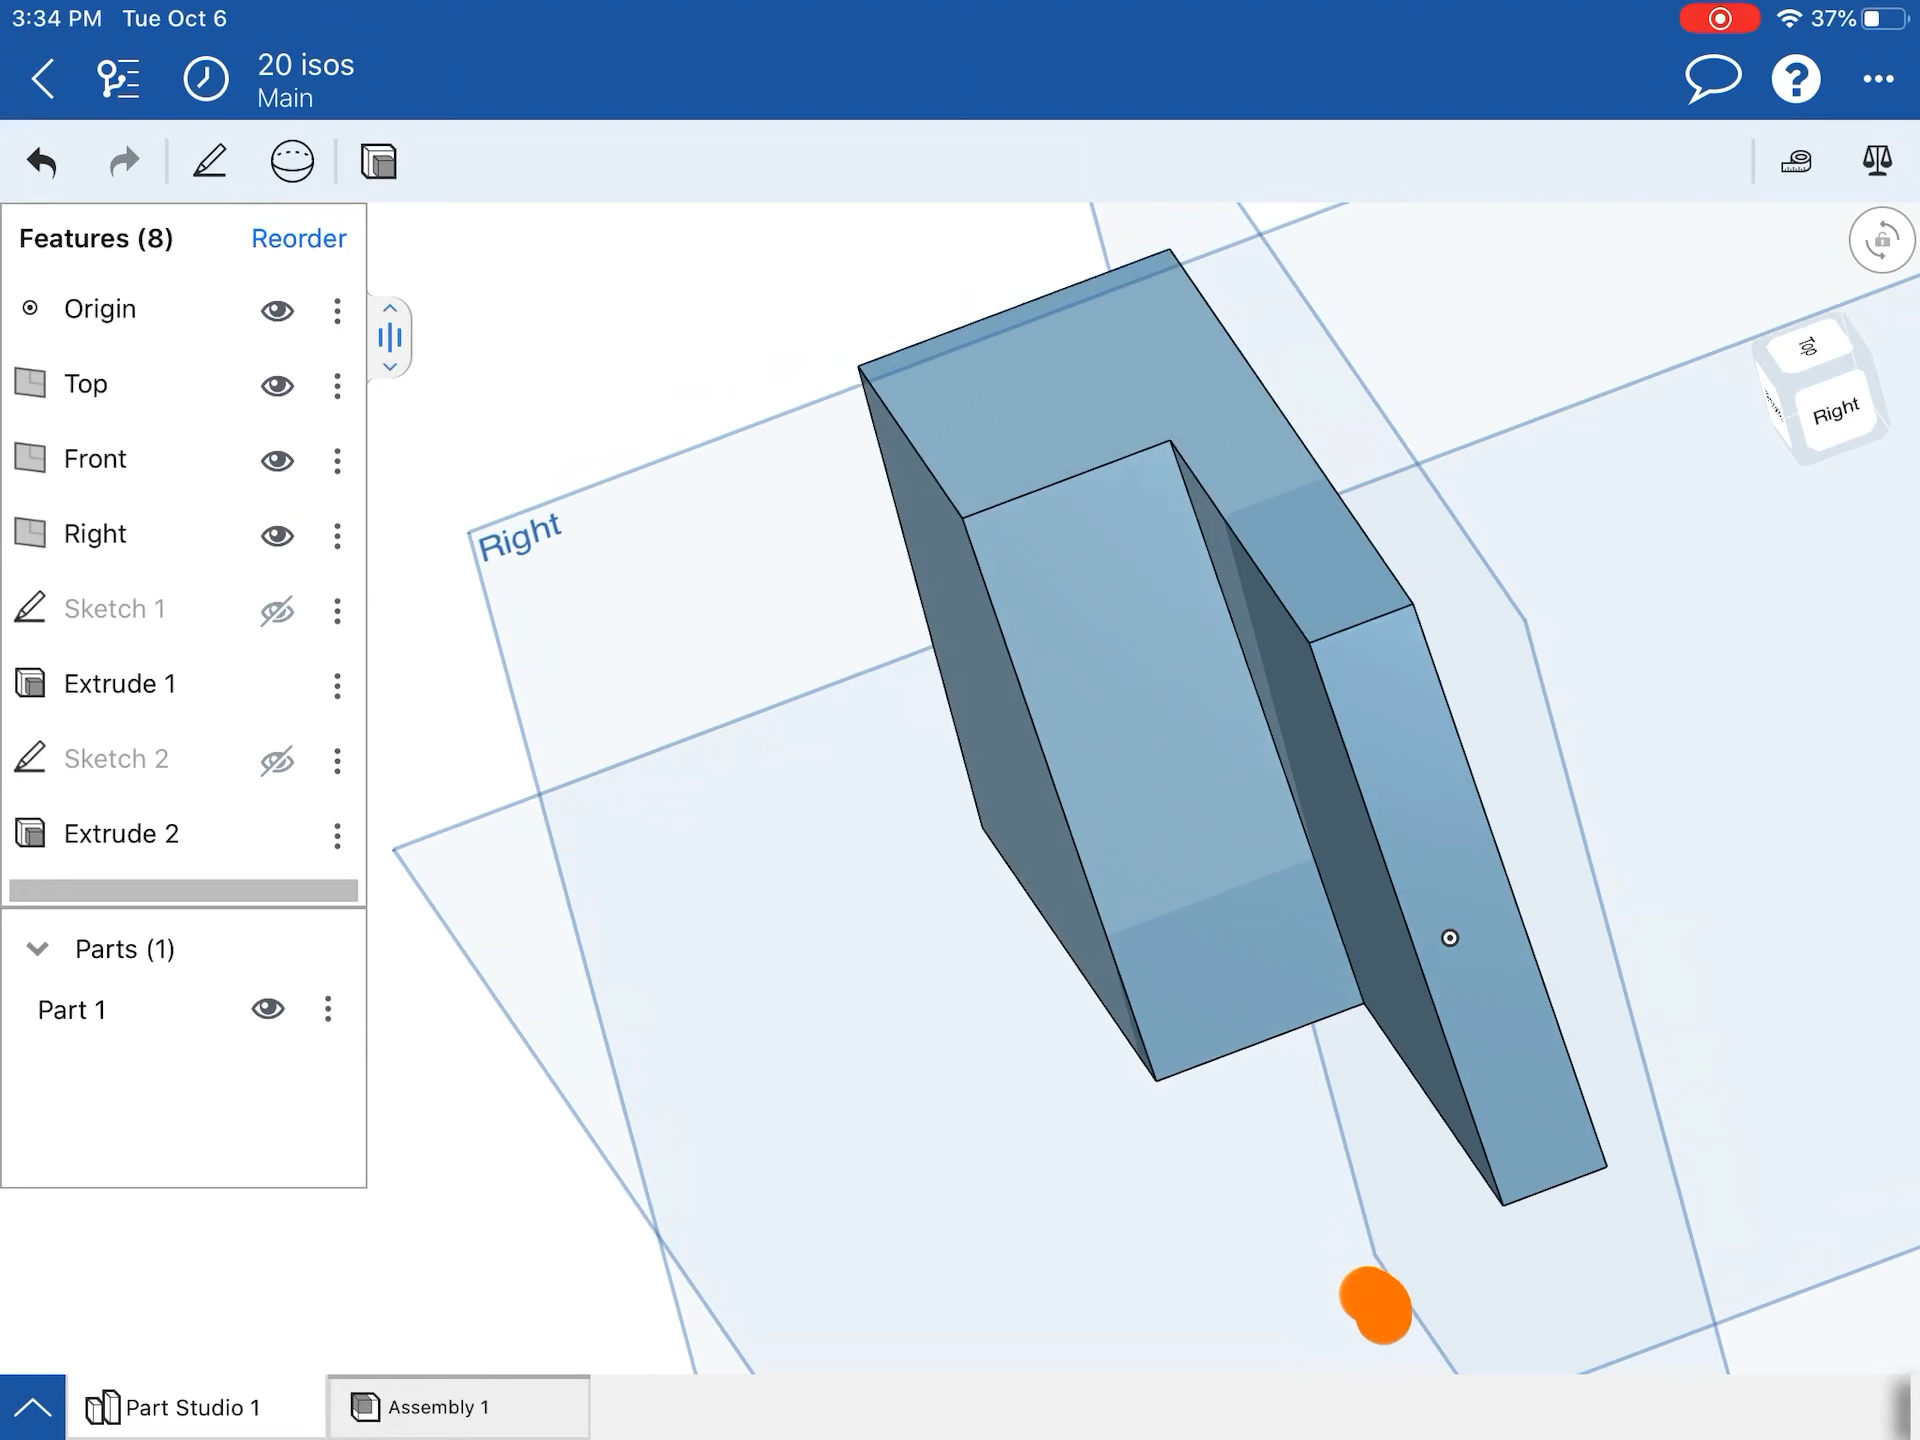 3:34 PM Tue Oct 6
37%
20 isos
Main
Features (8) Reorder
Origin
Top
Front
Right
Sketch 1
Extrude 1
Sketch 2
Extrude 2
Parts (1)
Part 1
Right
Top
Right
Part Studio 1
Assembly 1